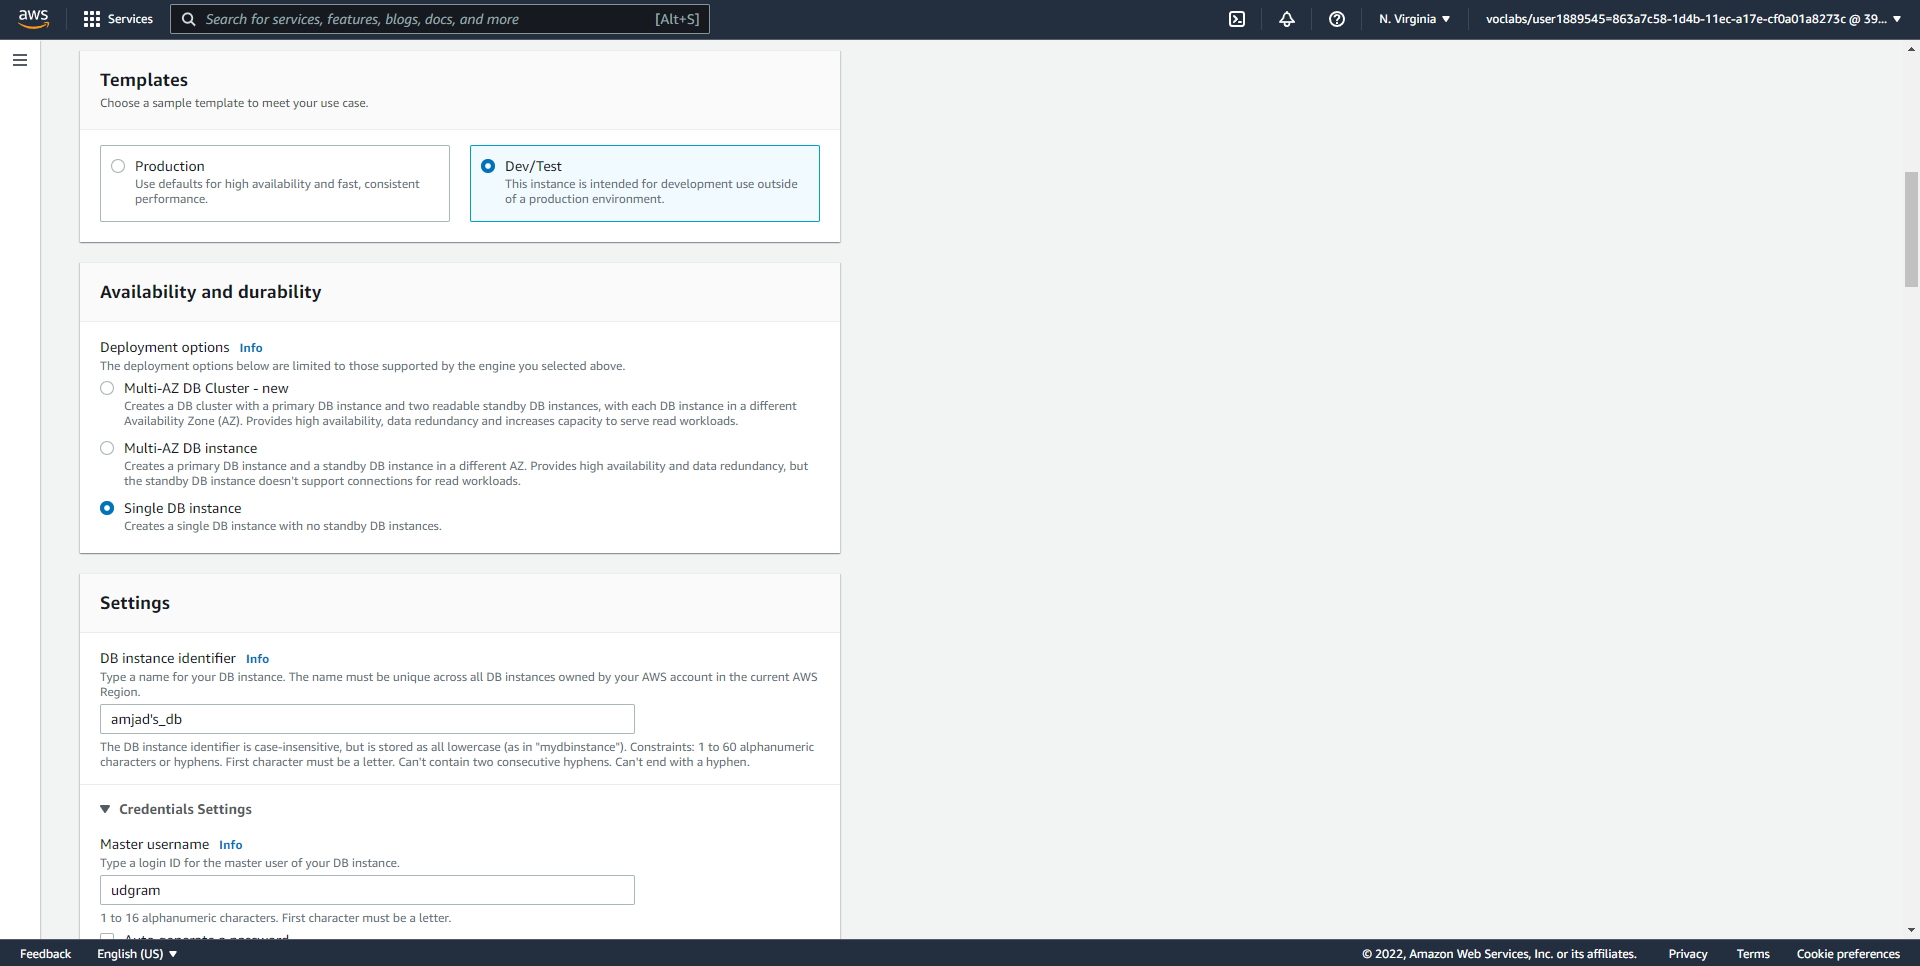 aws
Services
Search for services, features, blogs, docs, and more [Alt+S]
N. Virginia ▼
voclabs/user1889545=863a7c58-1d4b-11ec-a17e-cf0a01a8273c @ 39... ▼
Templates
Choose a sample template to meet your use case.
Production
Use defaults for high availability and fast, consistent
performance.
Dev/Test
This instance is intended for development use outside
of a production environment.
Availability and durability
Deployment options Info
The deployment options below are limited to those supported by the engine you selected above.
Multi-AZ DB Cluster - new
Creates a DB cluster with a primary DB instance and two readable standby DB instances, with each DB instance in a different
Availability Zone (AZ). Provides high availability, data redundancy and increases capacity to serve read workloads.
Multi-AZ DB instance
Creates a primary DB instance and a standby DB instance in a different AZ. Provides high availability and data redundancy, but
the standby DB instance doesn't support connections for read workloads.
Single DB instance
Creates a single DB instance with no standby DB instances.
Settings
DB instance identifier Info
Type a name for your DB instance. The name must be unique across all DB instances owned by your AWS account in the current AWS
Region.
amjad's_db
The DB instance identifier is case-insensitive, but is stored as all lowercase (as in "mydbinstance"). Constraints: 1 to 60 alphanumeric
characters or hyphens. First character must be a letter. Can't contain two consecutive hyphens. Can't end with a hyphen.
▼ Credentials Settings
Master username Info
Type a login ID for the master user of your DB instance.
udgram
1 to 16 alphanumeric characters. First character must be a letter.
Auto generate a password
Feedback
English (US) ▼
© 2022, Amazon Web Services, Inc. or its affiliates.
Privacy
Terms
Cookie preferences